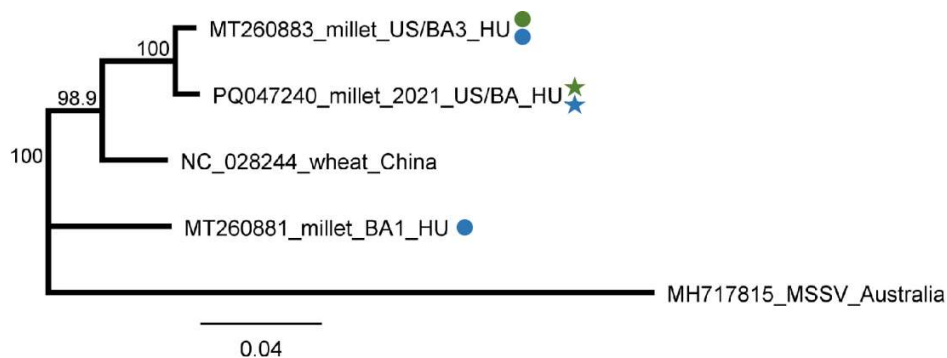 MT260883_millet_US/BA3_HU
100
PQ047240_millet_2021_US/BA_HU
98.9
100
NC_028244_wheat_China
MT260881_millet_BA1_HU
MH717815_MSSV_Australia
0.04